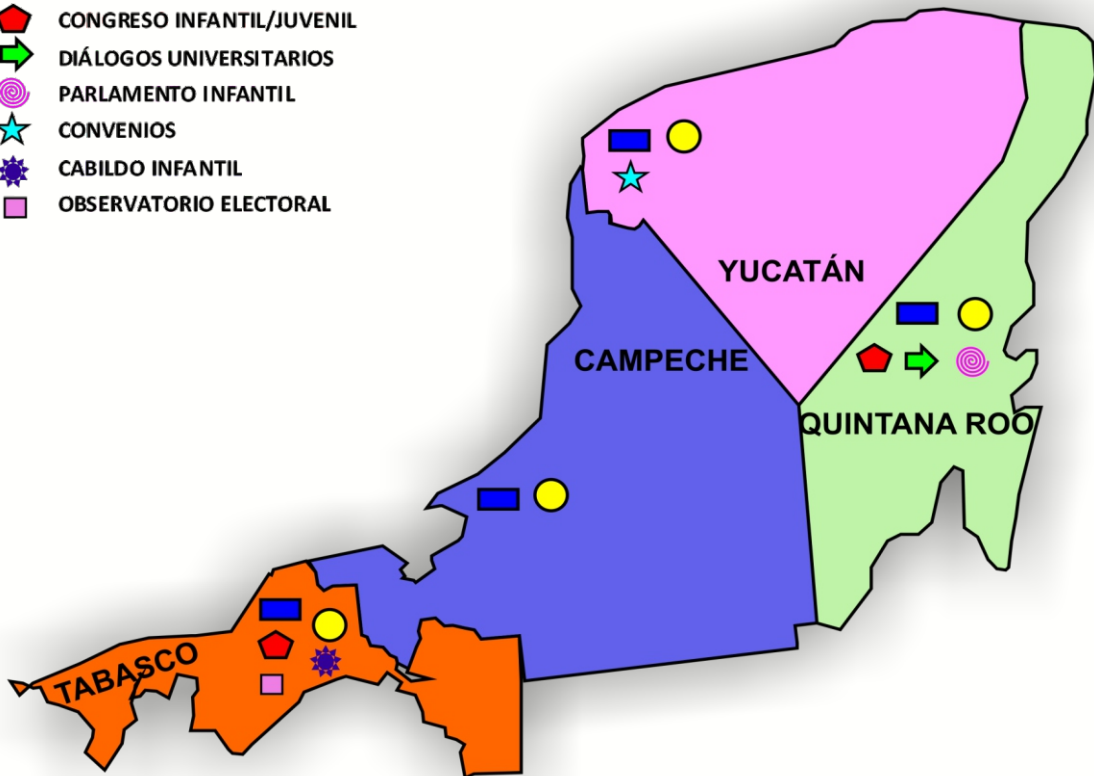 CONGRESO INFANTIL/JUVENIL
DIÁLOGOS UNIVERSITARIOS
PARLAMENTO INFANTIL
CONVENIOS
CABILDO INFANTIL
OBSERVATORIO ELECTORAL
YUCATÁN
CAMPECHE
QUINTANA ROO
TABASCO